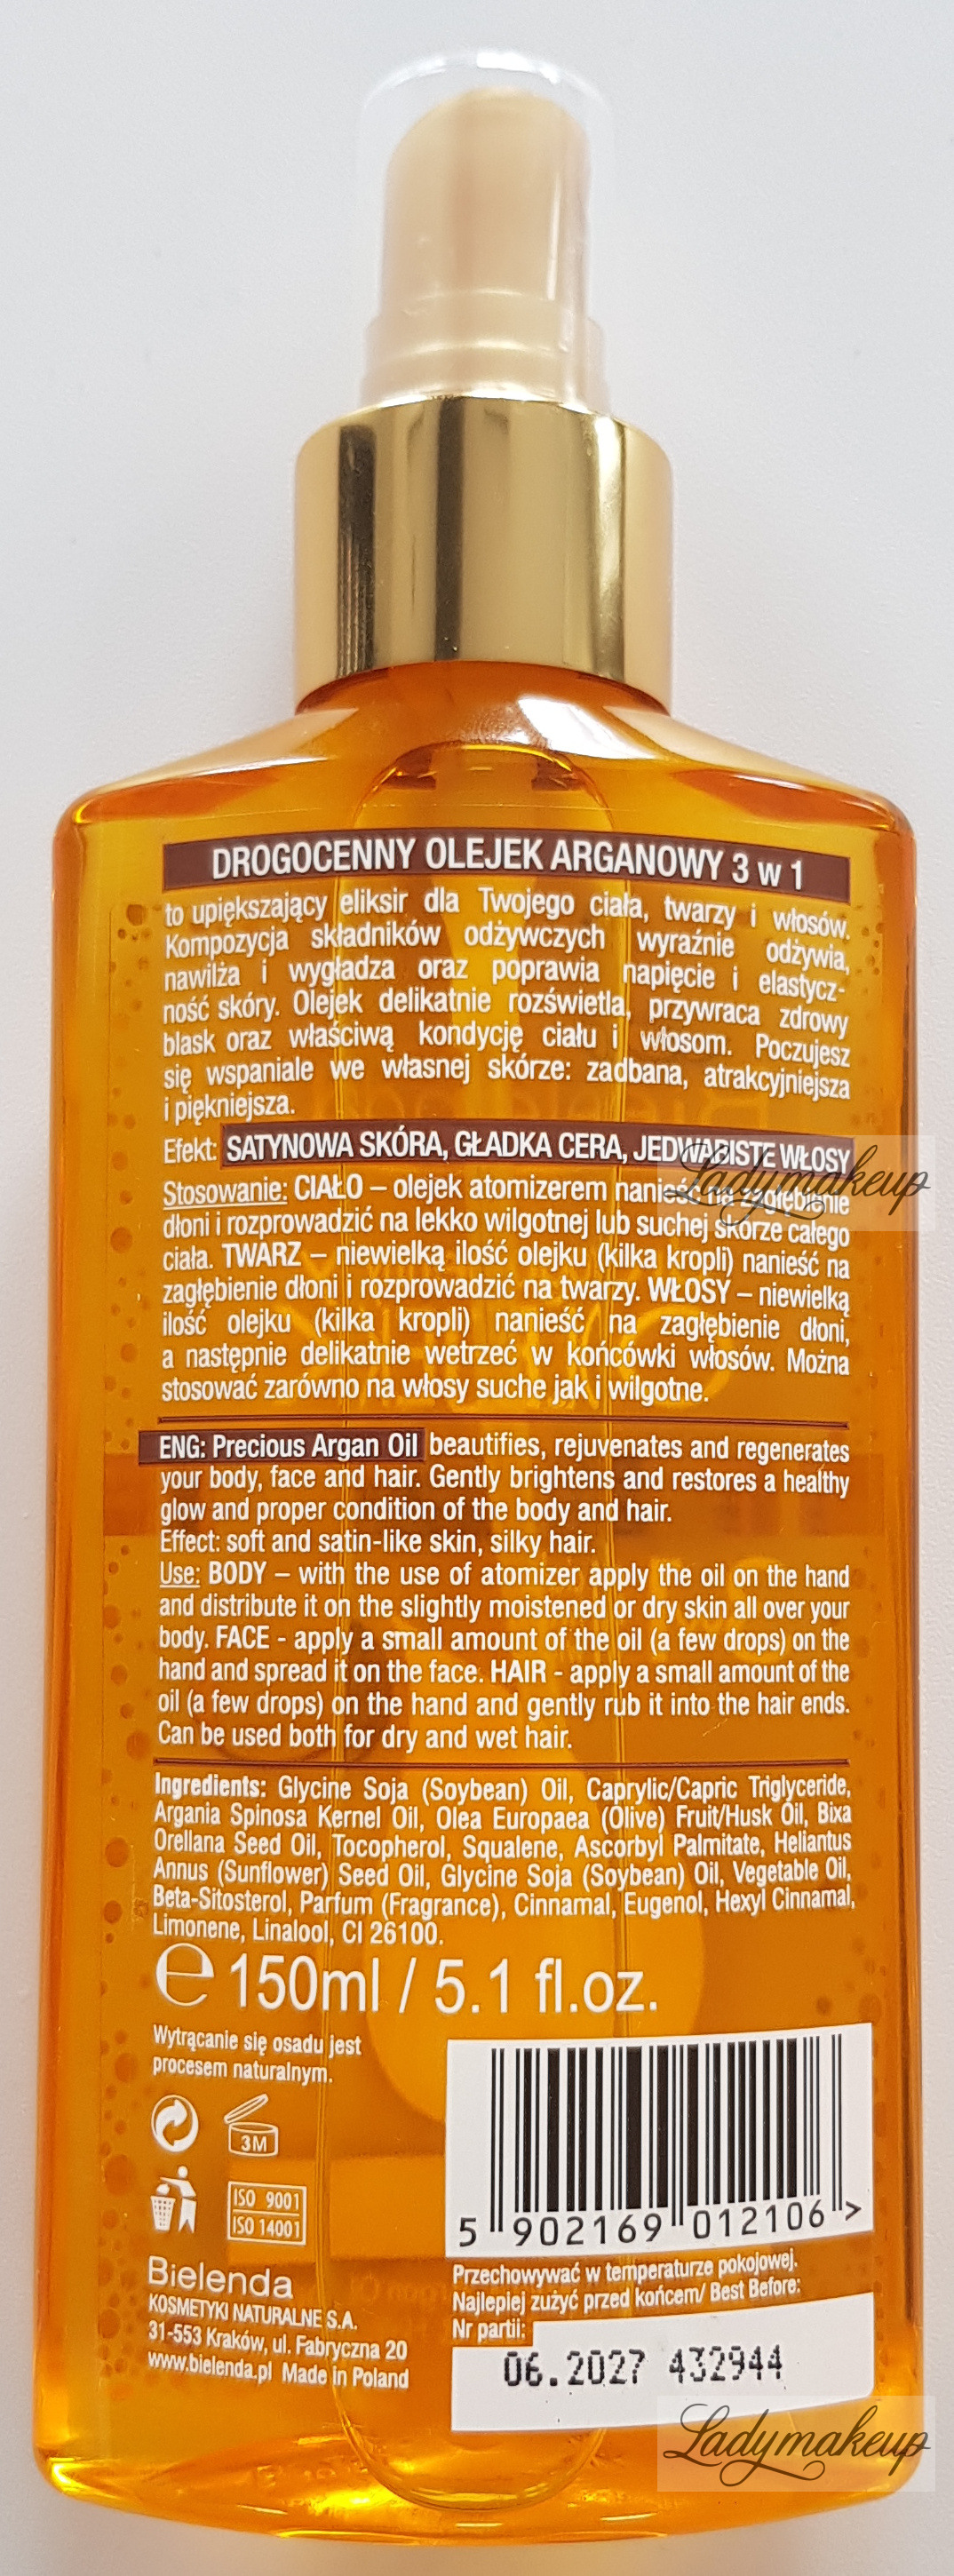 DROGOCENNY OLEJEK ARGANOWY 3 w 1
to upiększający eliksir dla Twojego ciała, twarzy i włosów.
Kompozycja składników odżywczych wyraźnie odżywia,
nawilża i wygładza oraz poprawia napięcie i elastycz-
ność skóry. Olejek delikatnie rozświetla, przywraca zdrowy
blask oraz właściwą kondycję ciału i włosom. Poczujesz
się wspaniale we własnej skórze: zadbana, atrakcyjniejsza
i piękniejsza.
Efekt: SATYNOWA SKÓRA, GŁADKA CERA, JEDWABISTE WŁOSY
Ladymakeup
Stosowanie: CIAŁO – olejek atomizerem nanieść na zagłębienie
dłoni i rozprowadzić na lekko wilgotnej lub suchej skórze całego
ciała. TWARZ – niewielką ilość olejku (kilka kropli) nanieść na
zagłębienie dłoni i rozprowadzić na twarzy. WŁOSY – niewielką
ilość olejku (kilka kropli) nanieść na zagłębienie dłoni,
a następnie delikatnie wetrzeć w końcówki włosów. Można
stosować zarówno na włosy suche jak i wilgotne.
ENG: Precious Argan Oil beautifies, rejuvenates and regenerates
your body, face and hair. Gently brightens and restores a healthy
glow and proper condition of the body and hair.
Effect: soft and satin-like skin, silky hair.
Use: BODY – with the use of atomizer apply the oil on the hand
and distribute it on the slightly moistened or dry skin all over your
body. FACE - apply a small amount of the oil (a few drops) on the
hand and spread it on the face. HAIR - apply a small amount of the
oil (a few drops) on the hand and gently rub it into the hair ends.
Can be used both for dry and wet hair.
Ingredients: Glycine Soja (Soybean) Oil, Caprylic/Capric Triglyceride,
Argania Spinosa Kernel Oil, Olea Europaea (Olive) Fruit/Husk Oil, Bixa
Orellana Seed Oil, Tocopherol, Squalene, Ascorbyl Palmitate, Heliantus
Annus (Sunflower) Seed Oil, Glycine Soja (Soybean) Oil, Vegetable Oil,
Beta-Sitosterol, Parfum (Fragrance), Cinnamal, Eugenol, Hexyl Cinnamal,
Limonene, Linalool, CI 26100.
e 150ml / 5.1 fl.oz.
Wytrącanie się osadu jest
procesem naturalnym.
3M
ISO 9001
ISO 14001
5 902169 012106 >
Bielenda
KOSMETYKI NATURALNE S.A.
31-553 Kraków, ul. Fabryczna 20
www.bielenda.pl Made in Poland
Przechowywać w temperaturze pokojowej.
Najlepiej zużyć przed końcem/ Best Before:
Nr partii:
06.2027 432944
Ladymakeup